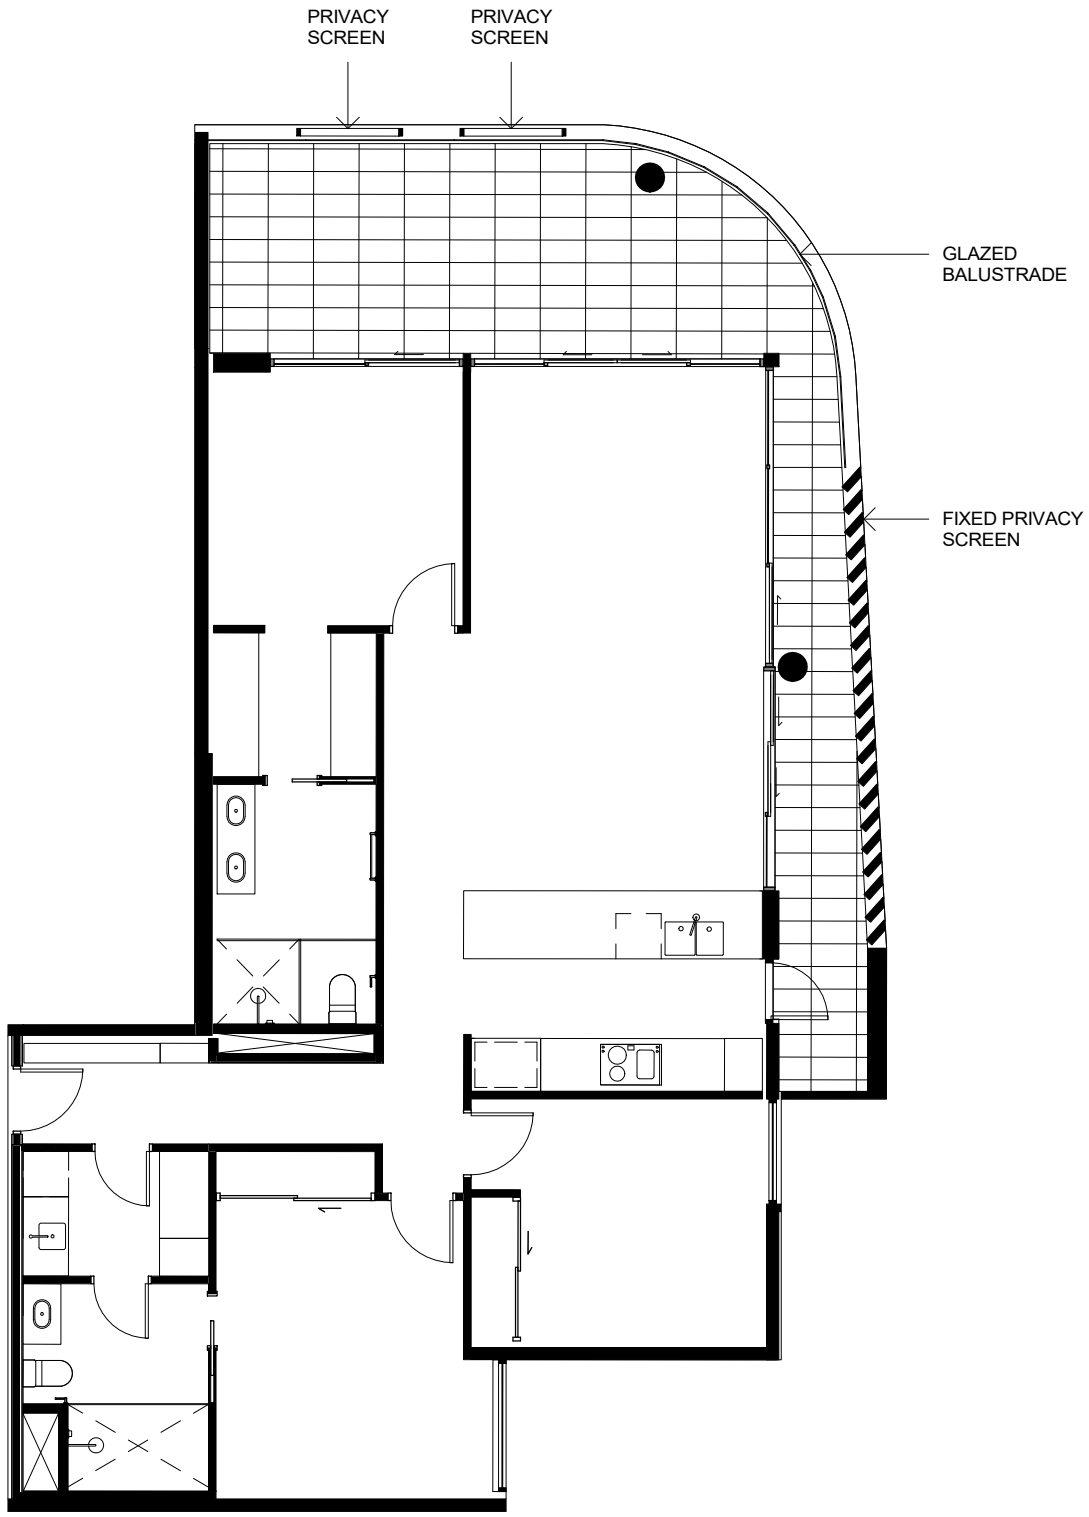 PRIVACY
SCREEN
PRIVACY
SCREEN
GLAZED
BALUSTRADE
FIXED PRIVACY
SCREEN